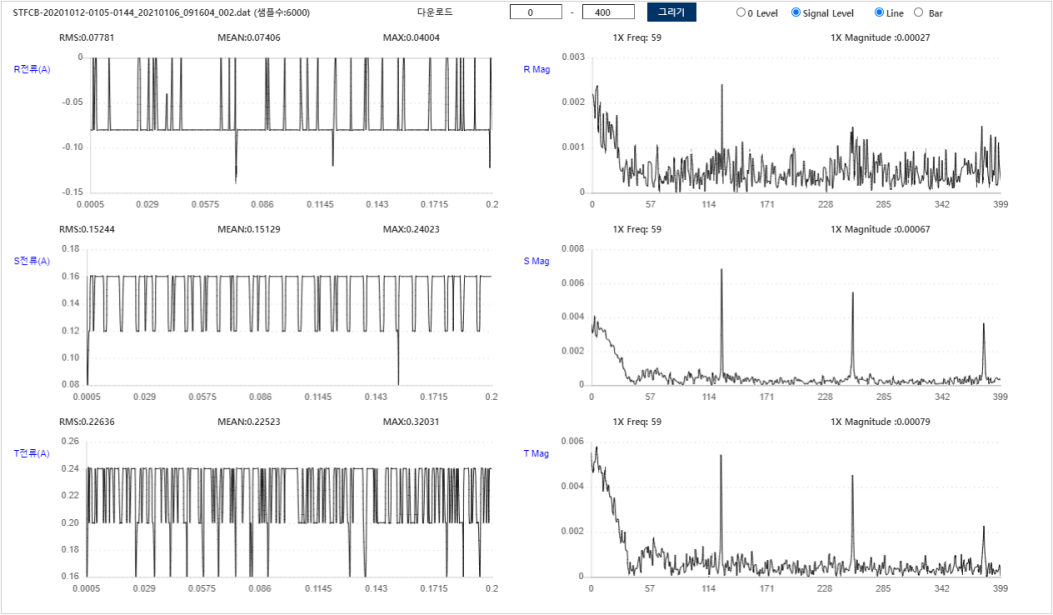 STFCB-20201012-0105-0144_20210106_091604_002.dat (샘플수:6000) 다운로드 0 - 400 그리기 0 Level Signal Level Line Bar
RMS:0.07781 MEAN:0.07406 MAX:0.04004 1X Freq: 59 1X Magnitude :0.00027
R전류(A)
0
-0.05
-0.10
-0.15
0.0005 0.029 0.0575 0.086 0.1145 0.143 0.1715 0.2
R Mag
0.003
0.002
0.001
0
0 57 114 171 228 285 342 399
RMS:0.15244 MEAN:0.15129 MAX:0.24023 1X Freq: 59 1X Magnitude :0.00067
S전류(A)
0.18
0.16
0.14
0.12
0.10
0.08
0.0005 0.029 0.0575 0.086 0.1145 0.143 0.1715 0.2
S Mag
0.008
0.006
0.004
0.002
0
0 57 114 171 228 285 342 399
RMS:0.22636 MEAN:0.22523 MAX:0.32031 1X Freq: 59 1X Magnitude :0.00079
T전류(A)
0.26
0.24
0.22
0.20
0.18
0.16
0.0005 0.029 0.0575 0.086 0.1145 0.143 0.1715 0.2
T Mag
0.006
0.004
0.002
0
0 57 114 171 228 285 342 399